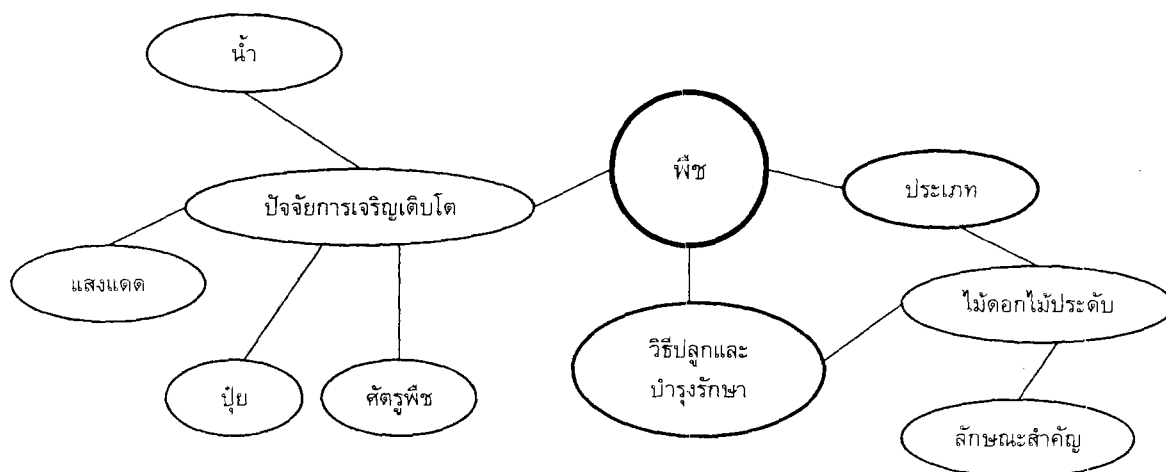 น้ำ
พืช
ประเภท
ปัจจัยการเจริญเติบโต
แสงแดด
ไม้ดอกไม้ประดับ
วิธีปลูกและ
บำรุงรักษา
ปุ๋ย
ศัตรูพืช
ลักษณะสำคัญ